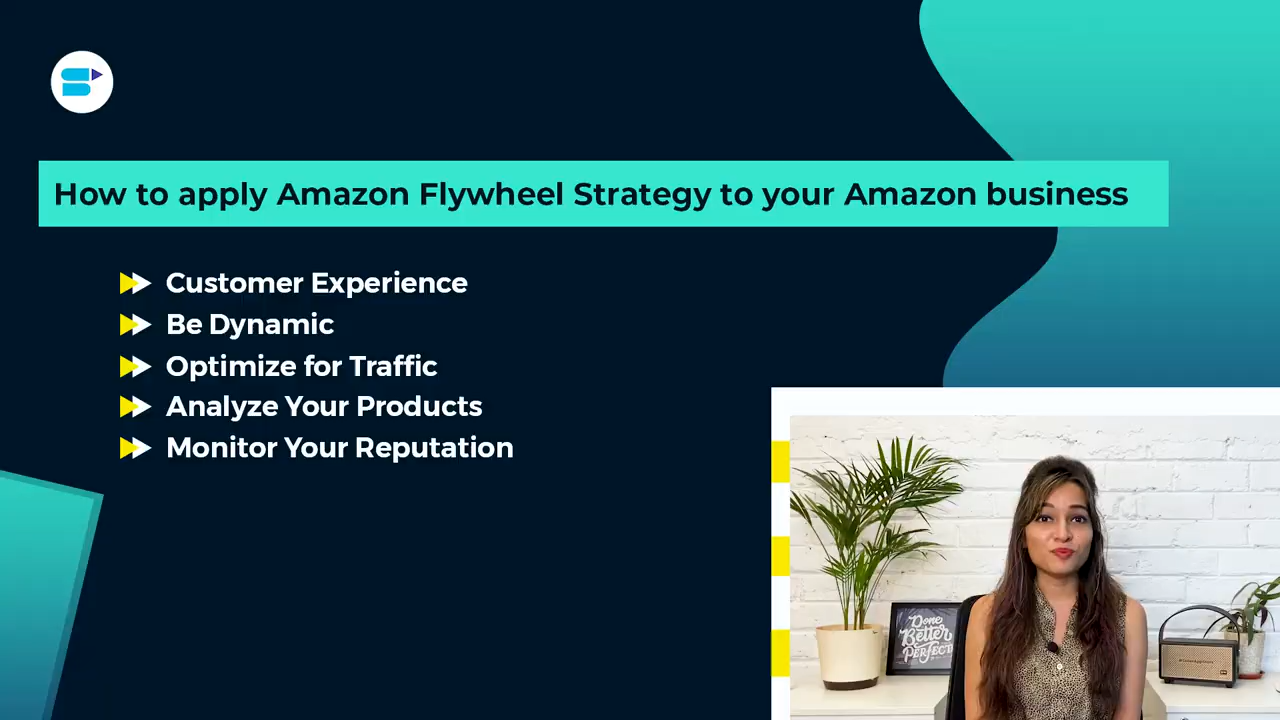 How to apply Amazon Flywheel Strategy to your Amazon business
Customer Experience
Be Dynamic
Optimize for Traffic
Analyze Your Products
Monitor Your Reputation
Done
Better
PERFECT